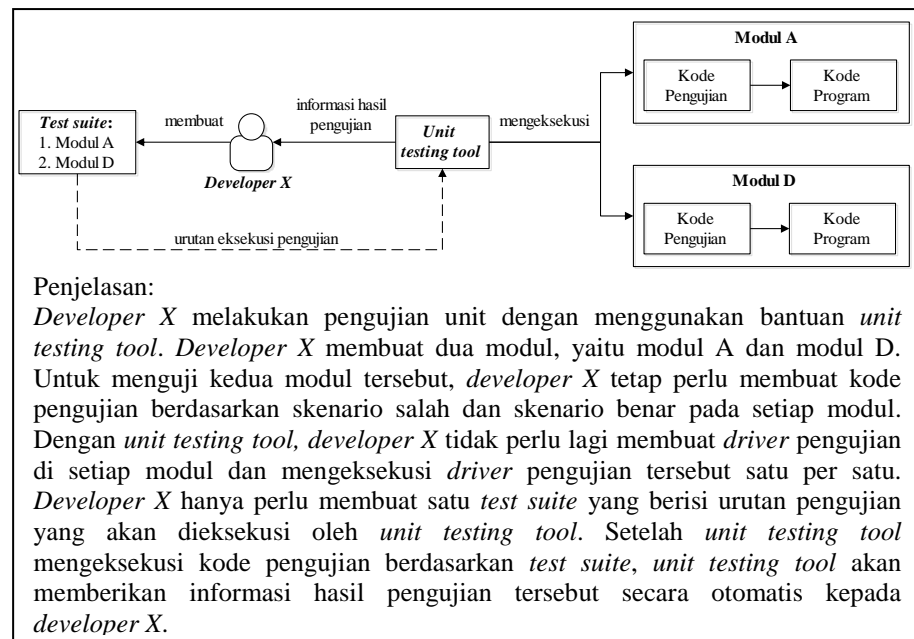 Modul A
Kode
Pengujian
Kode
Program
informasi hasil
pengujian
membuat
mengeksekusi
Test suite:
1. Modul A
2. Modul D
Unit
testing tool
Developer X
Modul D
Kode
Pengujian
Kode
Program
urutan eksekusi pengujian
Penjelasan:
Developer X melakukan pengujian unit dengan menggunakan bantuan unit
testing tool. Developer X membuat dua modul, yaitu modul A dan modul D.
Untuk menguji kedua modul tersebut, developer X tetap perlu membuat kode
pengujian berdasarkan skenario salah dan skenario benar pada setiap modul.
Dengan unit testing tool, developer X tidak perlu lagi membuat driver pengujian
di setiap modul dan mengeksekusi driver pengujian tersebut satu per satu.
Developer X hanya perlu membuat satu test suite yang berisi urutan pengujian
yang akan dieksekusi oleh unit testing tool. Setelah unit testing tool
mengeksekusi kode pengujian berdasarkan test suite, unit testing tool akan
memberikan informasi hasil pengujian tersebut secara otomatis kepada
developer X.